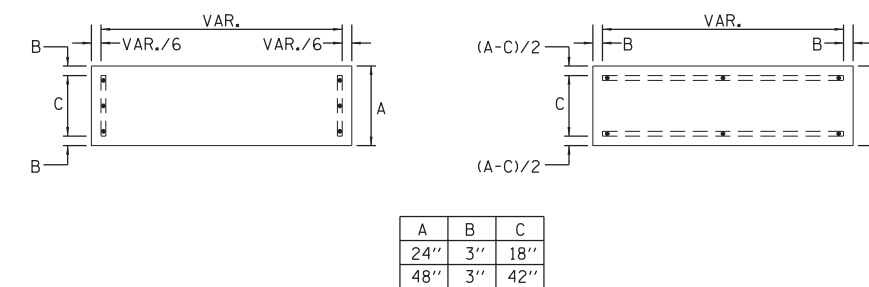 VAR.
B
VAR./6
VAR./6
C
A
B
VAR.
(A-C)/2
B
B
C
(A-C)/2
A B C
24'' 3'' 18''
48'' 3'' 42''